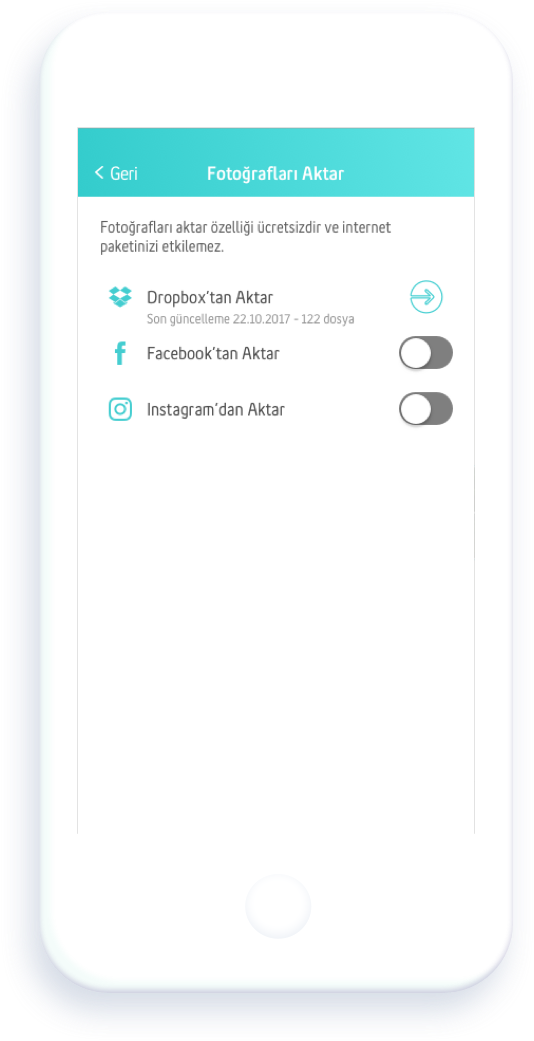 Geri
Fotoğrafları Aktar
Fotoğrafları aktar özelliği ücretsizdir ve internet
paketinizi etkilemez.
Dropbox'tan Aktar
Son güncelleme 22.10.2017 - 122 dosya
Facebook'tan Aktar
Instagram'dan Aktar